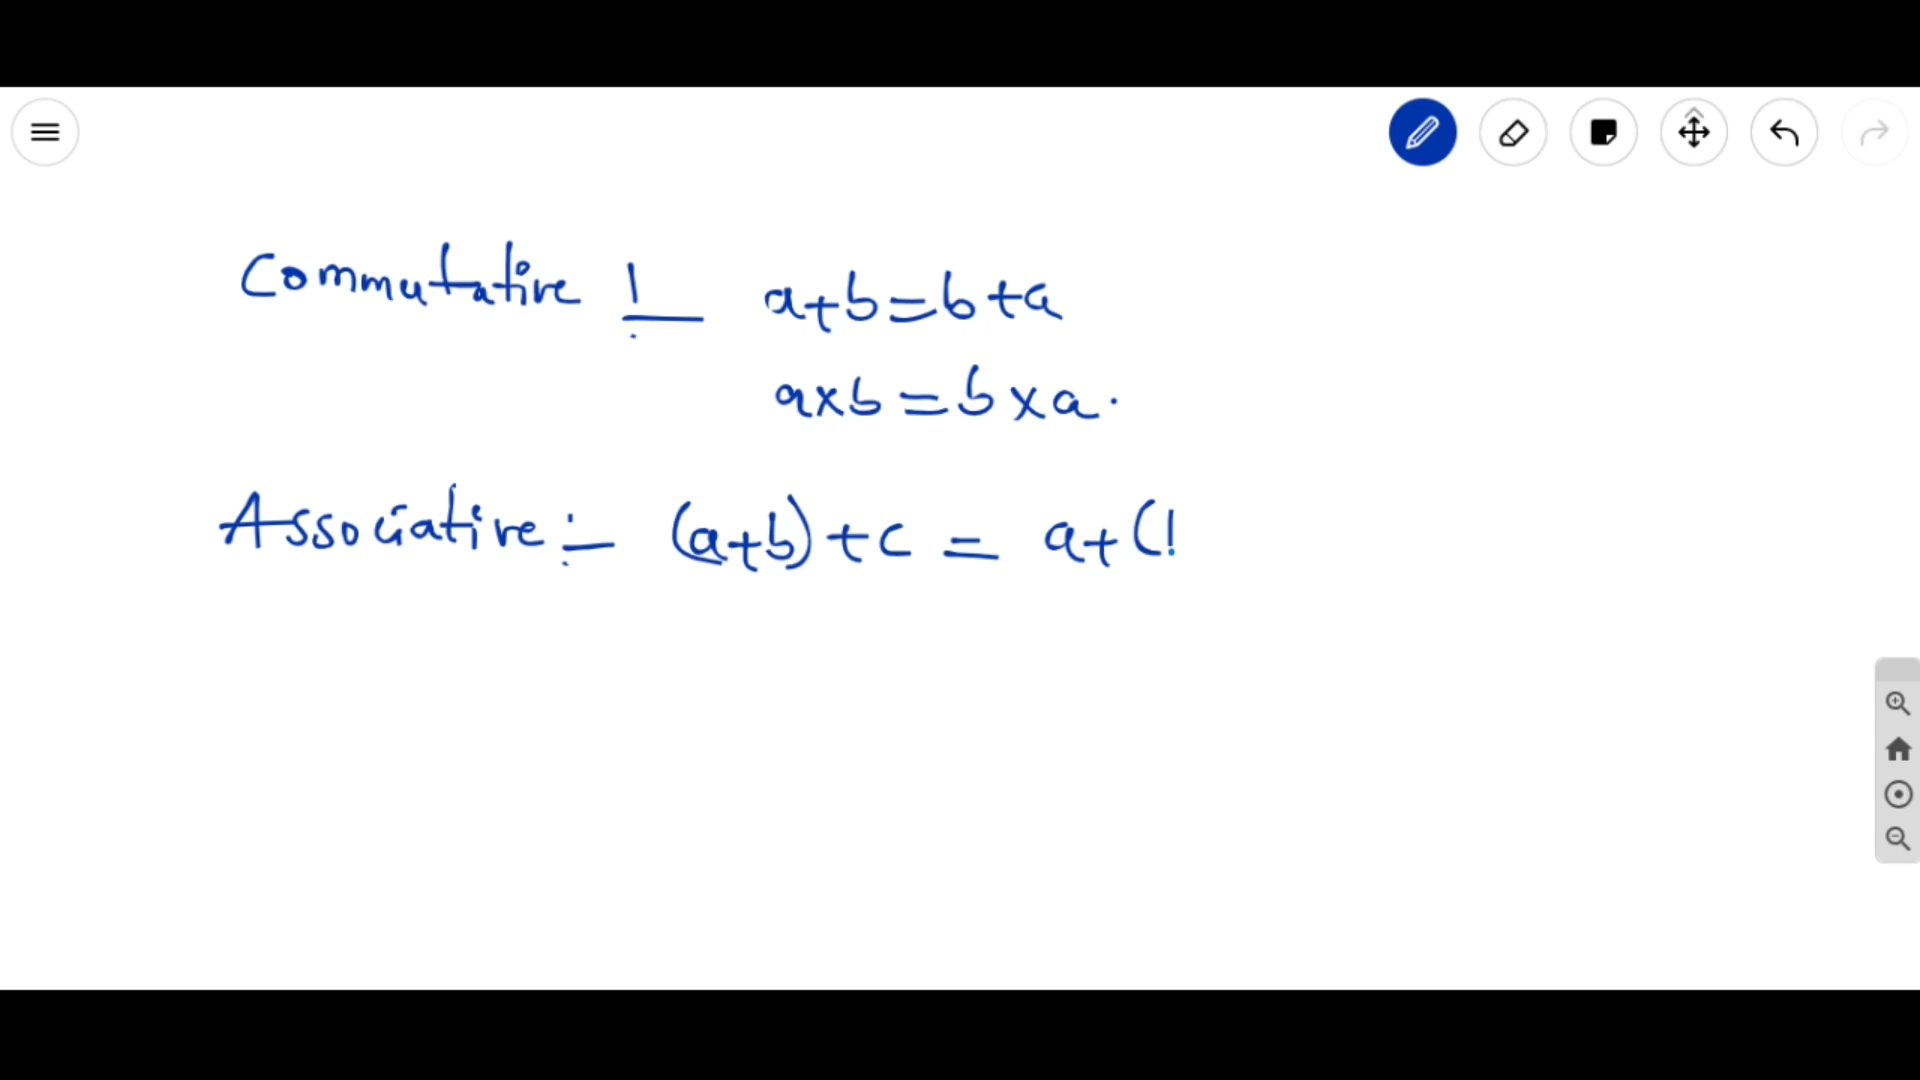 Commutative :- a+b=b+a
a×b=b×a.
Associative :- (a+b)+c = a+(